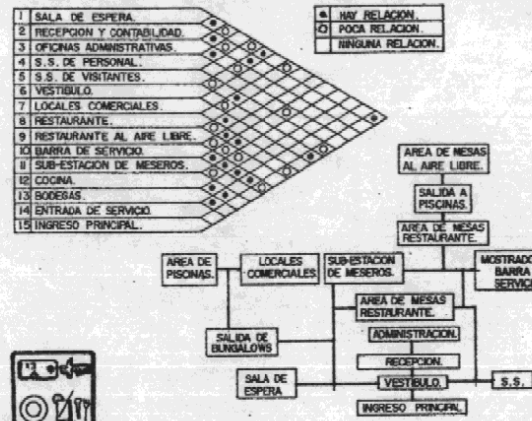 1 SALA DE ESPERA.
2 RECEPCION Y CONTABILIDAD.
3 OFICINAS ADMINISTRATIVAS.
4 S.S. DE PERSONAL.
5 S.S. DE VISITANTES.
6 VESTIBULO.
7 LOCALES COMERCIALES.
8 RESTAURANTE.
9 RESTAURANTE AL AIRE LIBRE.
10 BARRA DE SERVICIO.
11 SUB-ESTACION DE MESEROS.
12 COCINA.
13 BODEGAS.
14 ENTRADA DE SERVICIO.
15 INGRESO PRINCIPAL.
HAY RELACION.
POCA RELACION.
NINGUNA RELACION.
AREA DE MESAS
AL AIRE LIBRE.
SALIDA A
PISCINAS.
AREA DE MESAS
RESTAURANTE.
AREA DE
PISCINAS.
LOCALES
COMERCIALES
SUB-ESTACION
DE MESEROS.
MOSTRADO
BARRA
SERVICI
AREA DE MESAS
RESTAURANTE.
SALIDA DE
BUNGALOWS
ADMINISTRACION.
RECEPCION.
SALA DE
ESPERA
VESTIBULO.
S.S.
INGRESO PRINCIPAL.